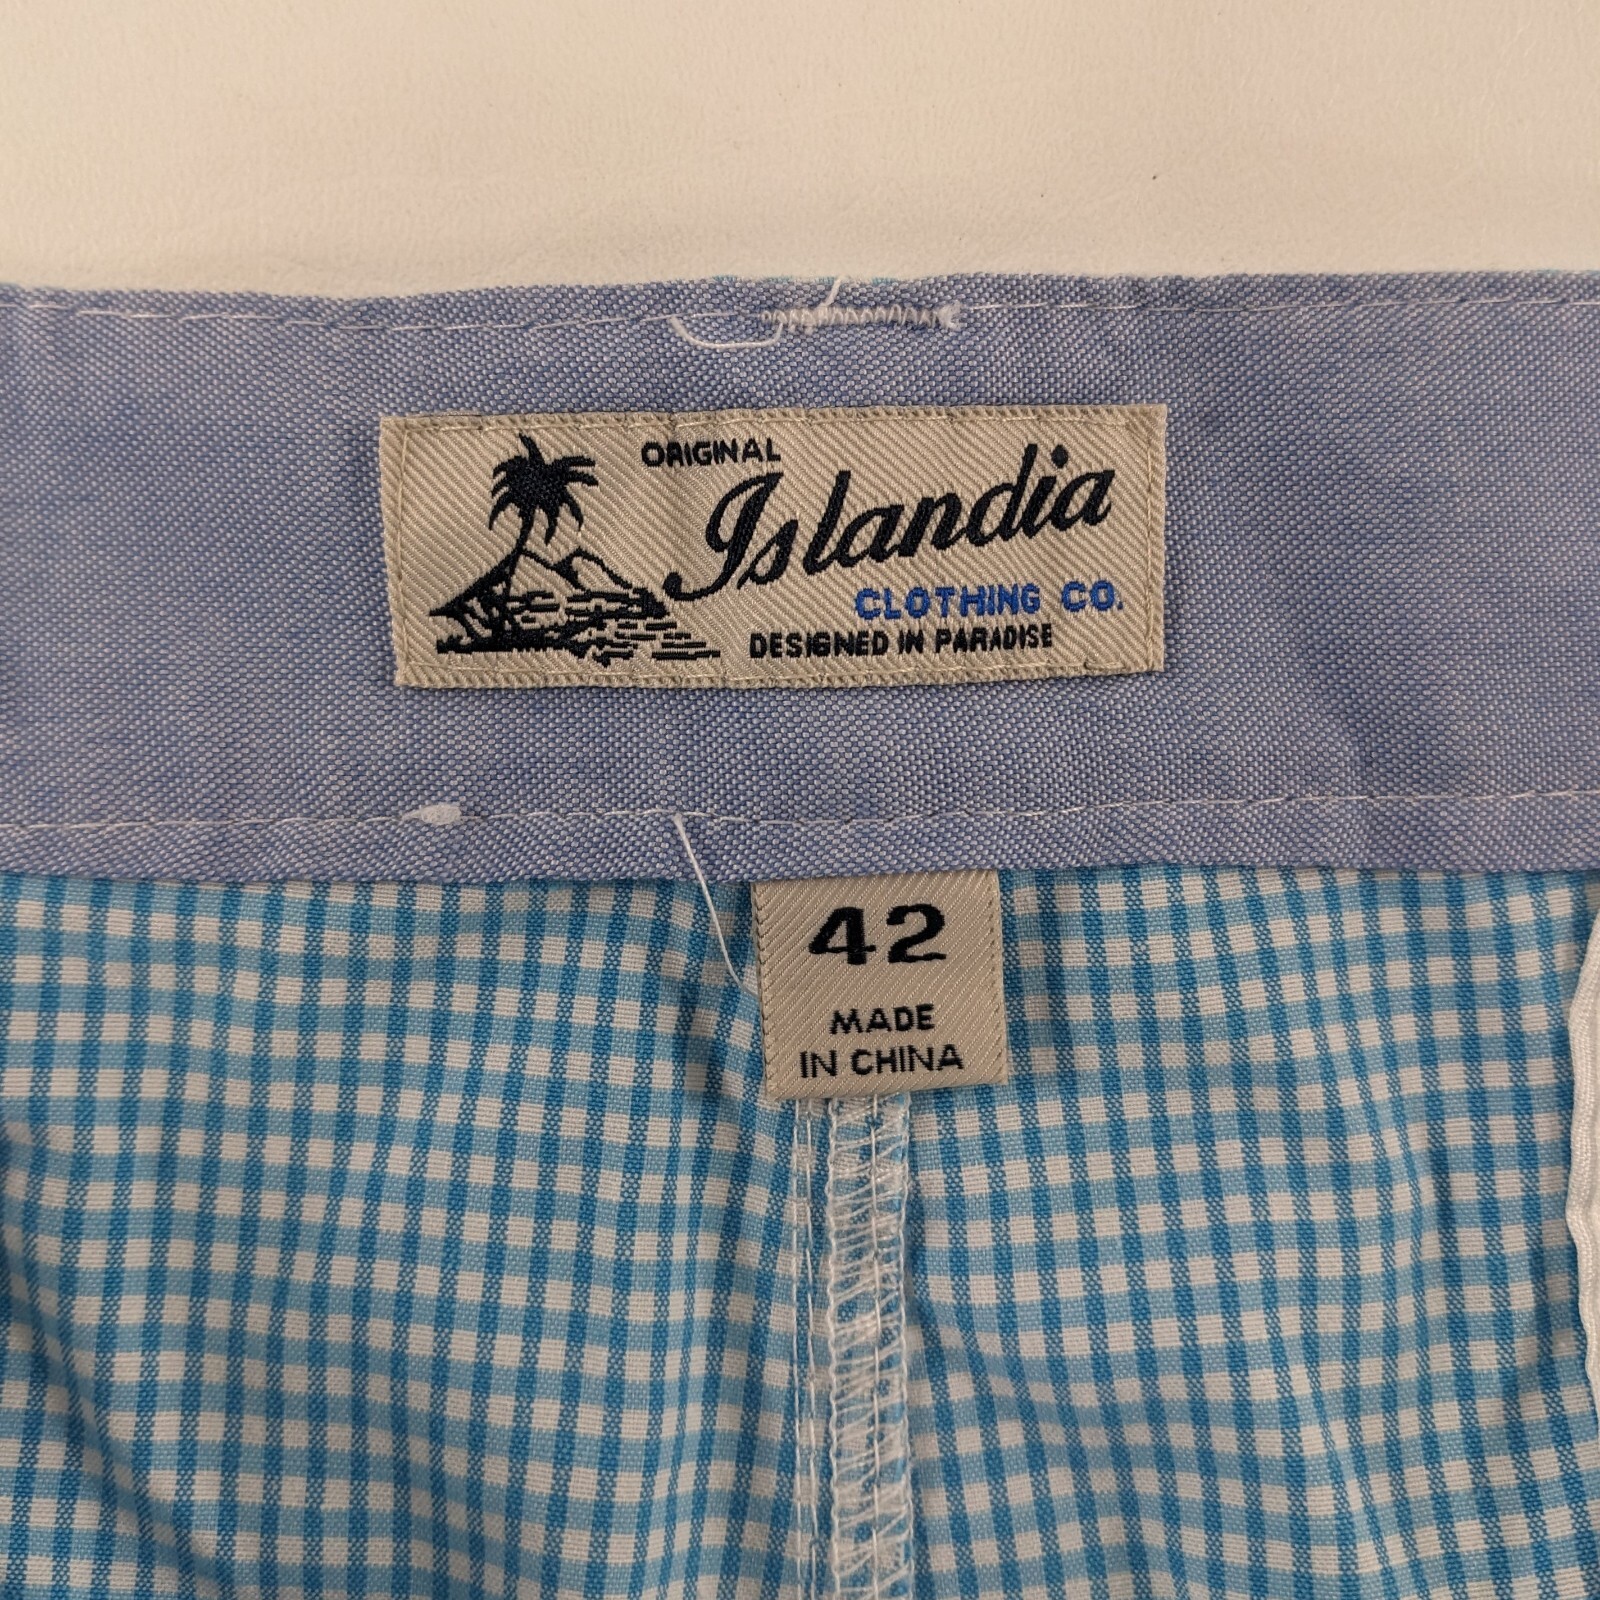 ORIGINAL
Islandia
CLOTHING CO.
DESIGNED IN PARADISE
42
MADE
IN CHINA